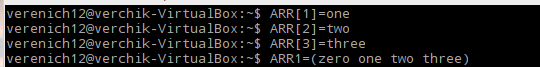 verenich12@verchik-VirtualBox:~$ ARR[1]=one
verenich12@verchik-VirtualBox:~$ ARR[2]=two
verenich12@verchik-VirtualBox:~$ ARR[3]=three
verenich12@verchik-VirtualBox:~$ ARR1=(zero one two three)